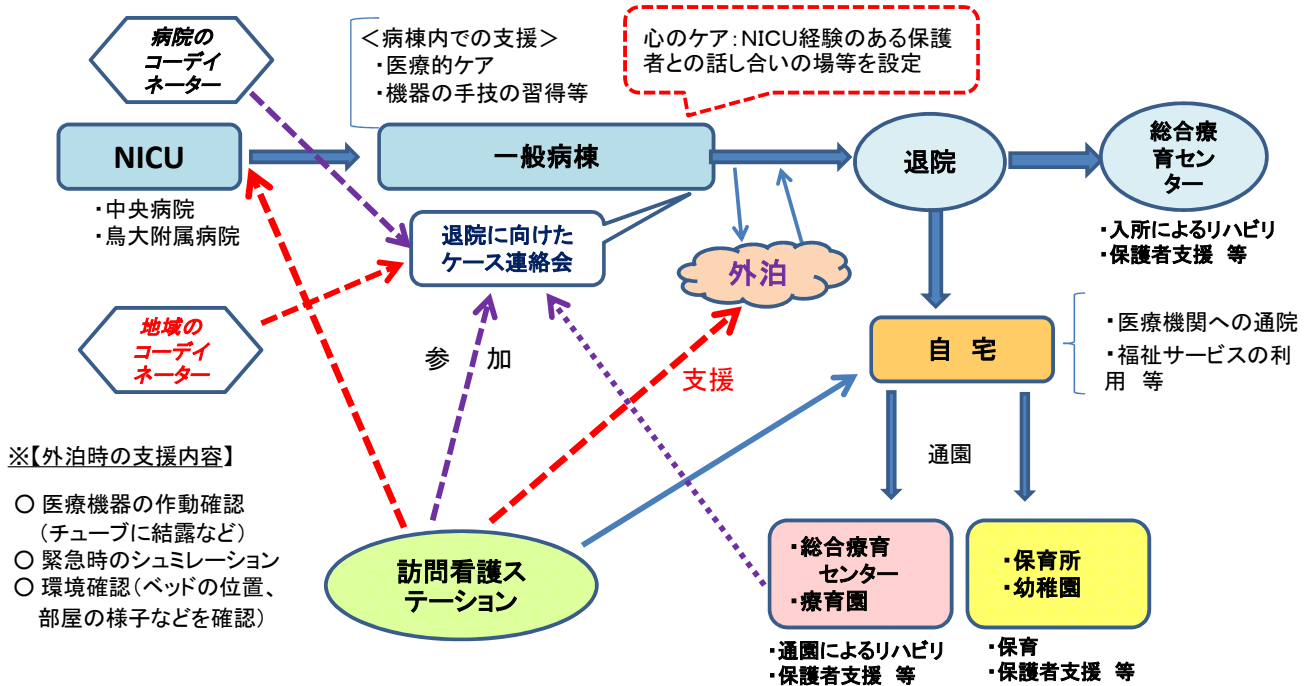 病院の
コーデイ
ネーター
＜病棟内での支援＞
・医療的ケア
・機器の手技の習得等
心のケア：NICU経験のある保護
者との話し合いの場等を設定
NICU
一般病棟
退院
総合療
育セン
ター
・中央病院
・鳥大附属病院
退院に向けた
ケース連絡会
外泊
・入所によるリハビリ
・保護者支援 等
地域の
コーデイ
ネーター
参 加
支援
自 宅
・医療機関への通院
・福祉サービスの利
用 等
※【外泊時の支援内容】
○ 医療機器の作動確認
（チューブに結露など）
○ 緊急時のシュミレーション
○ 環境確認（ベッドの位置、
部屋の様子などを確認）
通園
訪問看護ス
テーション
・総合療育
センター
・療育園
・保育所
・幼稚園
・通園によるリハビリ
・保護者支援 等
・保育
・保護者支援 等